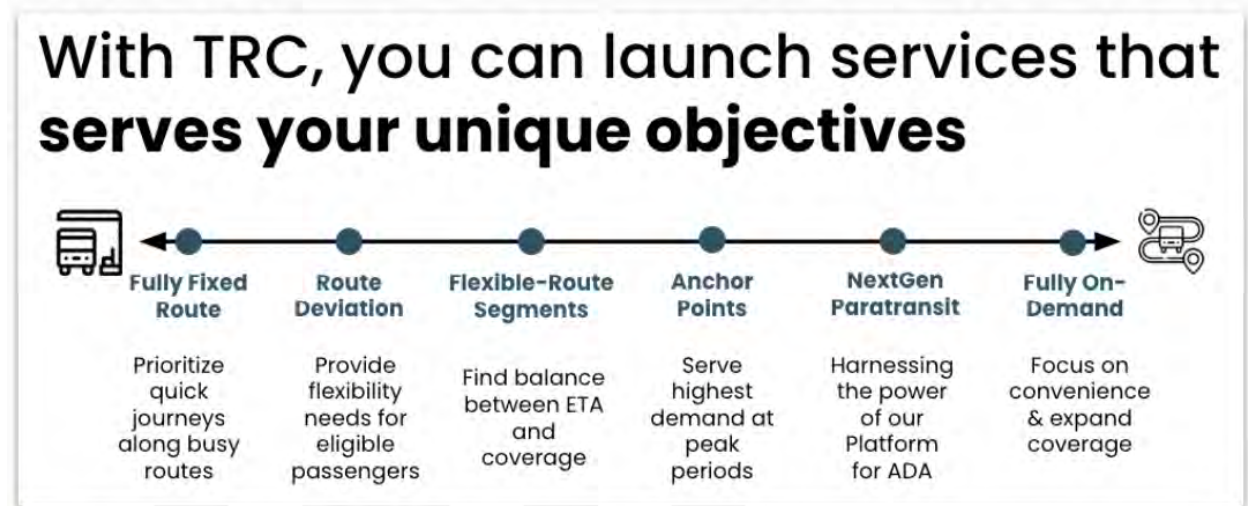 With TRC, you can launch services that
serves your unique objectives
Fully Fixed
Route
Prioritize
quick
journeys
along busy
routes
Route
Deviation
Provide
flexibility
needs for
eligible
passengers
Flexible-Route
Segments
Find balance
between ETA
and
coverage
Anchor
Points
Serve
highest
demand at
peak
periods
NextGen
Paratransit
Harnessing
the power
of our
Platform
for ADA
Fully On-
Demand
Focus on
convenience
& expand
coverage